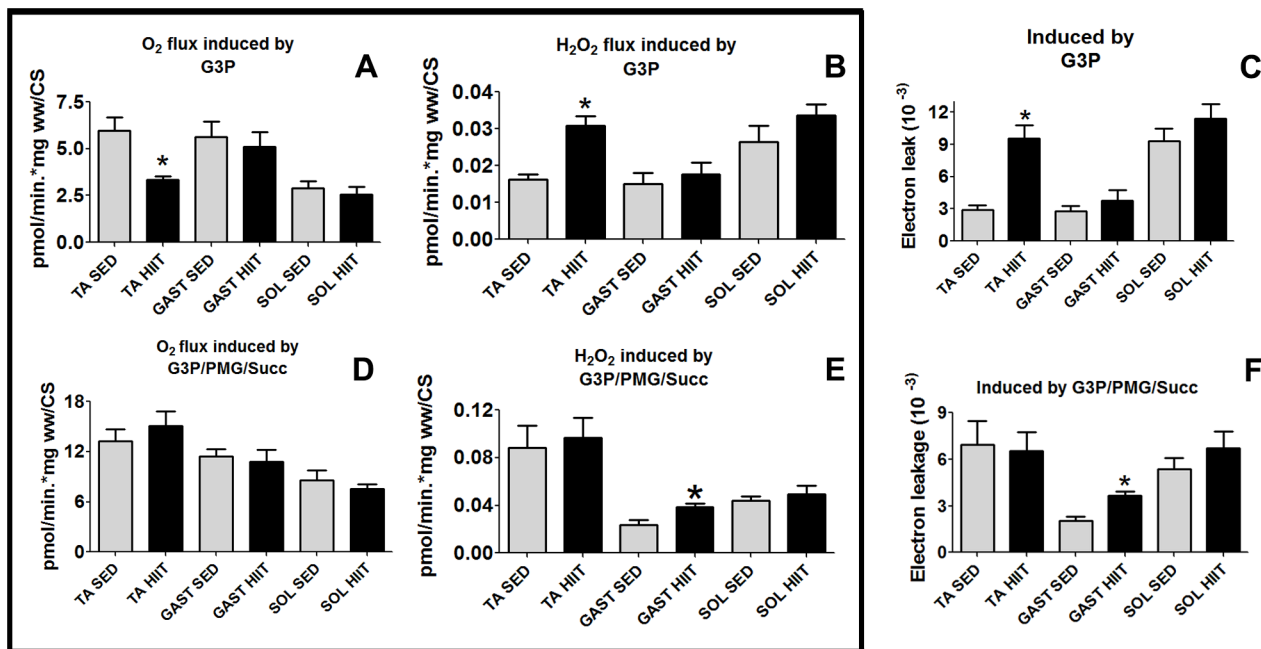 O₂ flux induced by
G3P
A
pmol/min.*mg ww/CS
7.5
5.0
2.5
0.0
*
TA SED
TA HIIT
GAST SED
GAST HIIT
SOL SED
SOL HIIT
H₂O₂ flux induced by
G3P
B
pmol/min.*mg ww/CS
0.04
0.03
0.02
0.01
0.00
*
TA SED
TA HIIT
GAST SED
GAST HIIT
SOL SED
SOL HIIT
Induced by
G3P
C
Electron leak (10 ⁻³)
12
9
6
3
0
*
TA SED
TA HIIT
GAST SED
GAST HIIT
SOL SED
SOL HIIT
O₂ flux induced by
G3P/PMG/Succ
D
pmol/min.*mg ww/CS
18
12
6
0
TA SED
TA HIIT
GAST SED
GAST HIIT
SOL SED
SOL HIIT
H₂O₂ induced by
G3P/PMG/Succ
E
pmol/min.*mg ww/CS
0.12
0.08
0.04
0.00
*
TA SED
TA HIIT
GAST SED
GAST HIIT
SOL SED
SOL HIIT
Induced by G3P/PMG/Succ
F
Electron leakage (10 ⁻³)
9
6
3
0
*
TA SED
TA HIIT
GAST SED
GAST HIIT
SOL SED
SOL HIIT